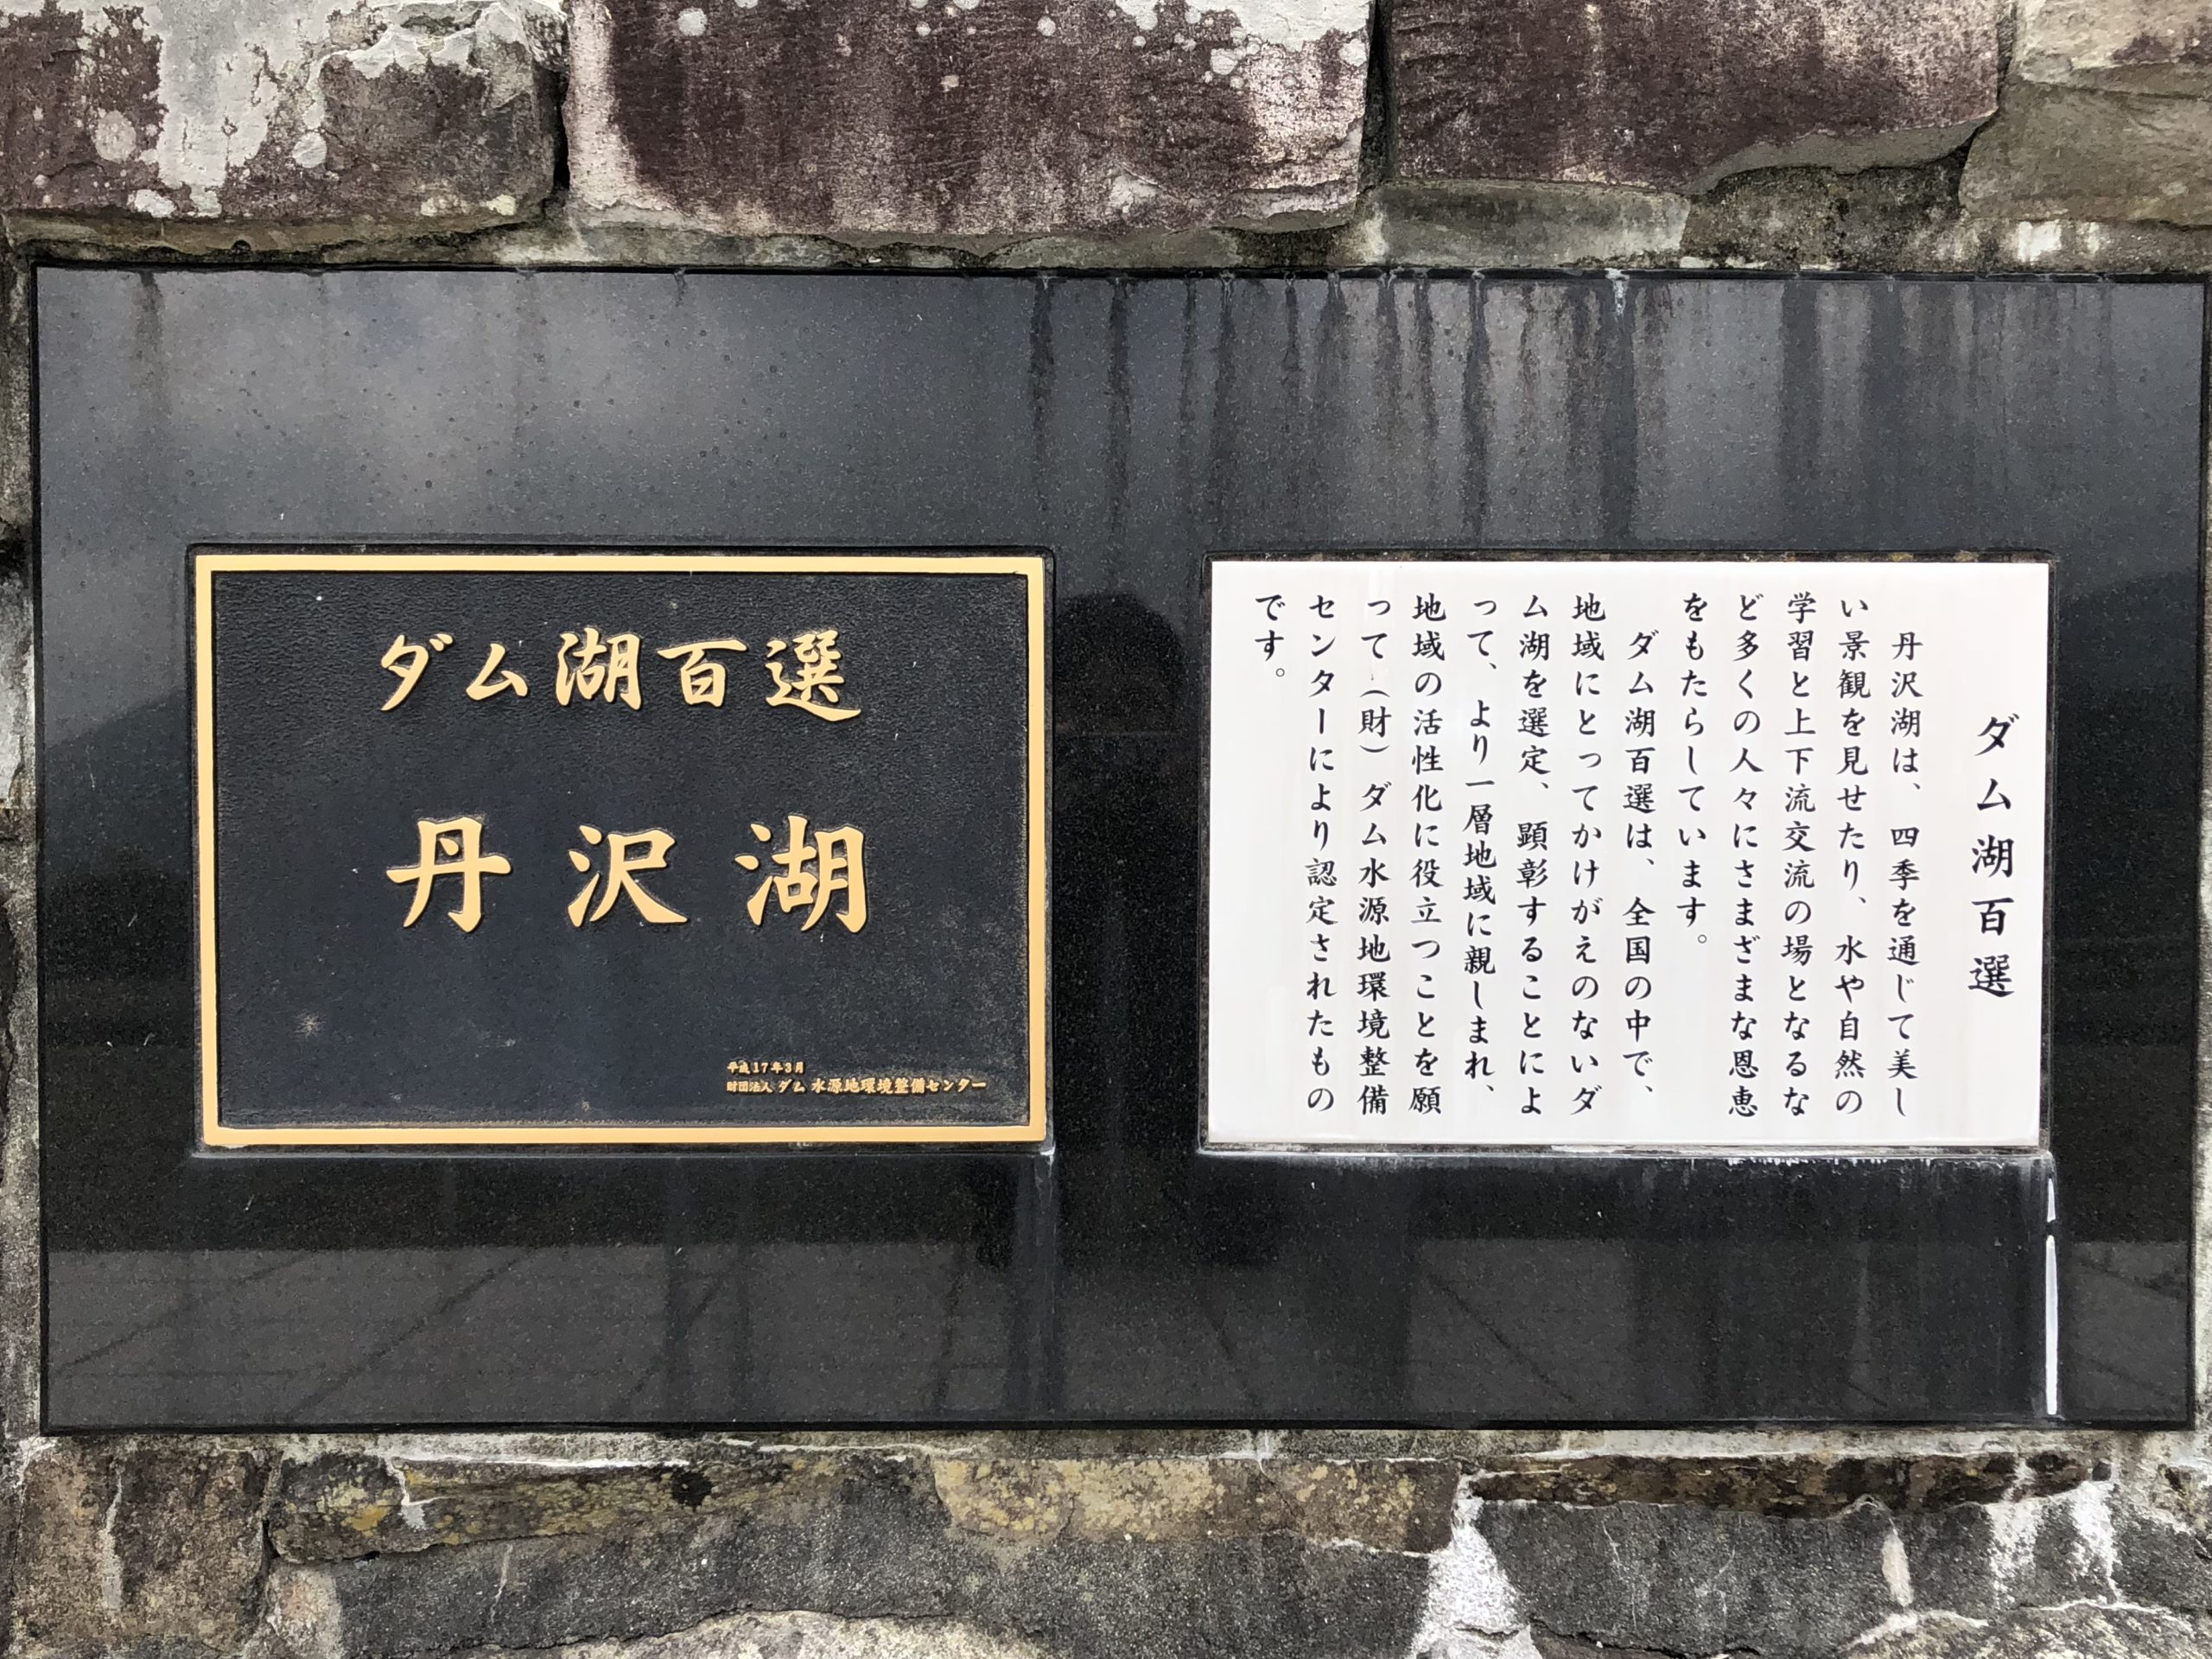 ダム湖百選
丹沢湖
平成17年3月
財団法人 ダム水源地環境整備センター
ダム湖百選
丹沢湖は、四季を通じて美し
い景観を見せたり、水や自然の
学習と上下流交流の場となるな
ど多くの人々にさまざまな恩恵
をもたらしています。
ダム湖百選は、全国の中で、
地域にとってかけがえのないダ
ム湖を選定、顕彰することによ
って、より一層地域に親しまれ、
地域の活性化に役立つことを願
って(財)ダム水源地環境整備
センターにより認定されたもの
です。